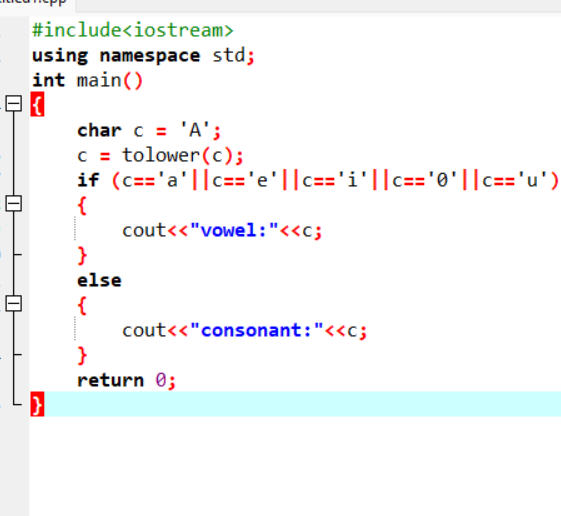 #include<iostream>
using namespace std;
int main()
{
    char c = 'A';
    c = tolower(c);
    if (c=='a'||c=='e'||c=='i'||c=='0'||c=='u')
    {
        cout<<"vowel:"<<c;
    }
    else
    {
        cout<<"consonant:"<<c;
    }
    return 0;
}